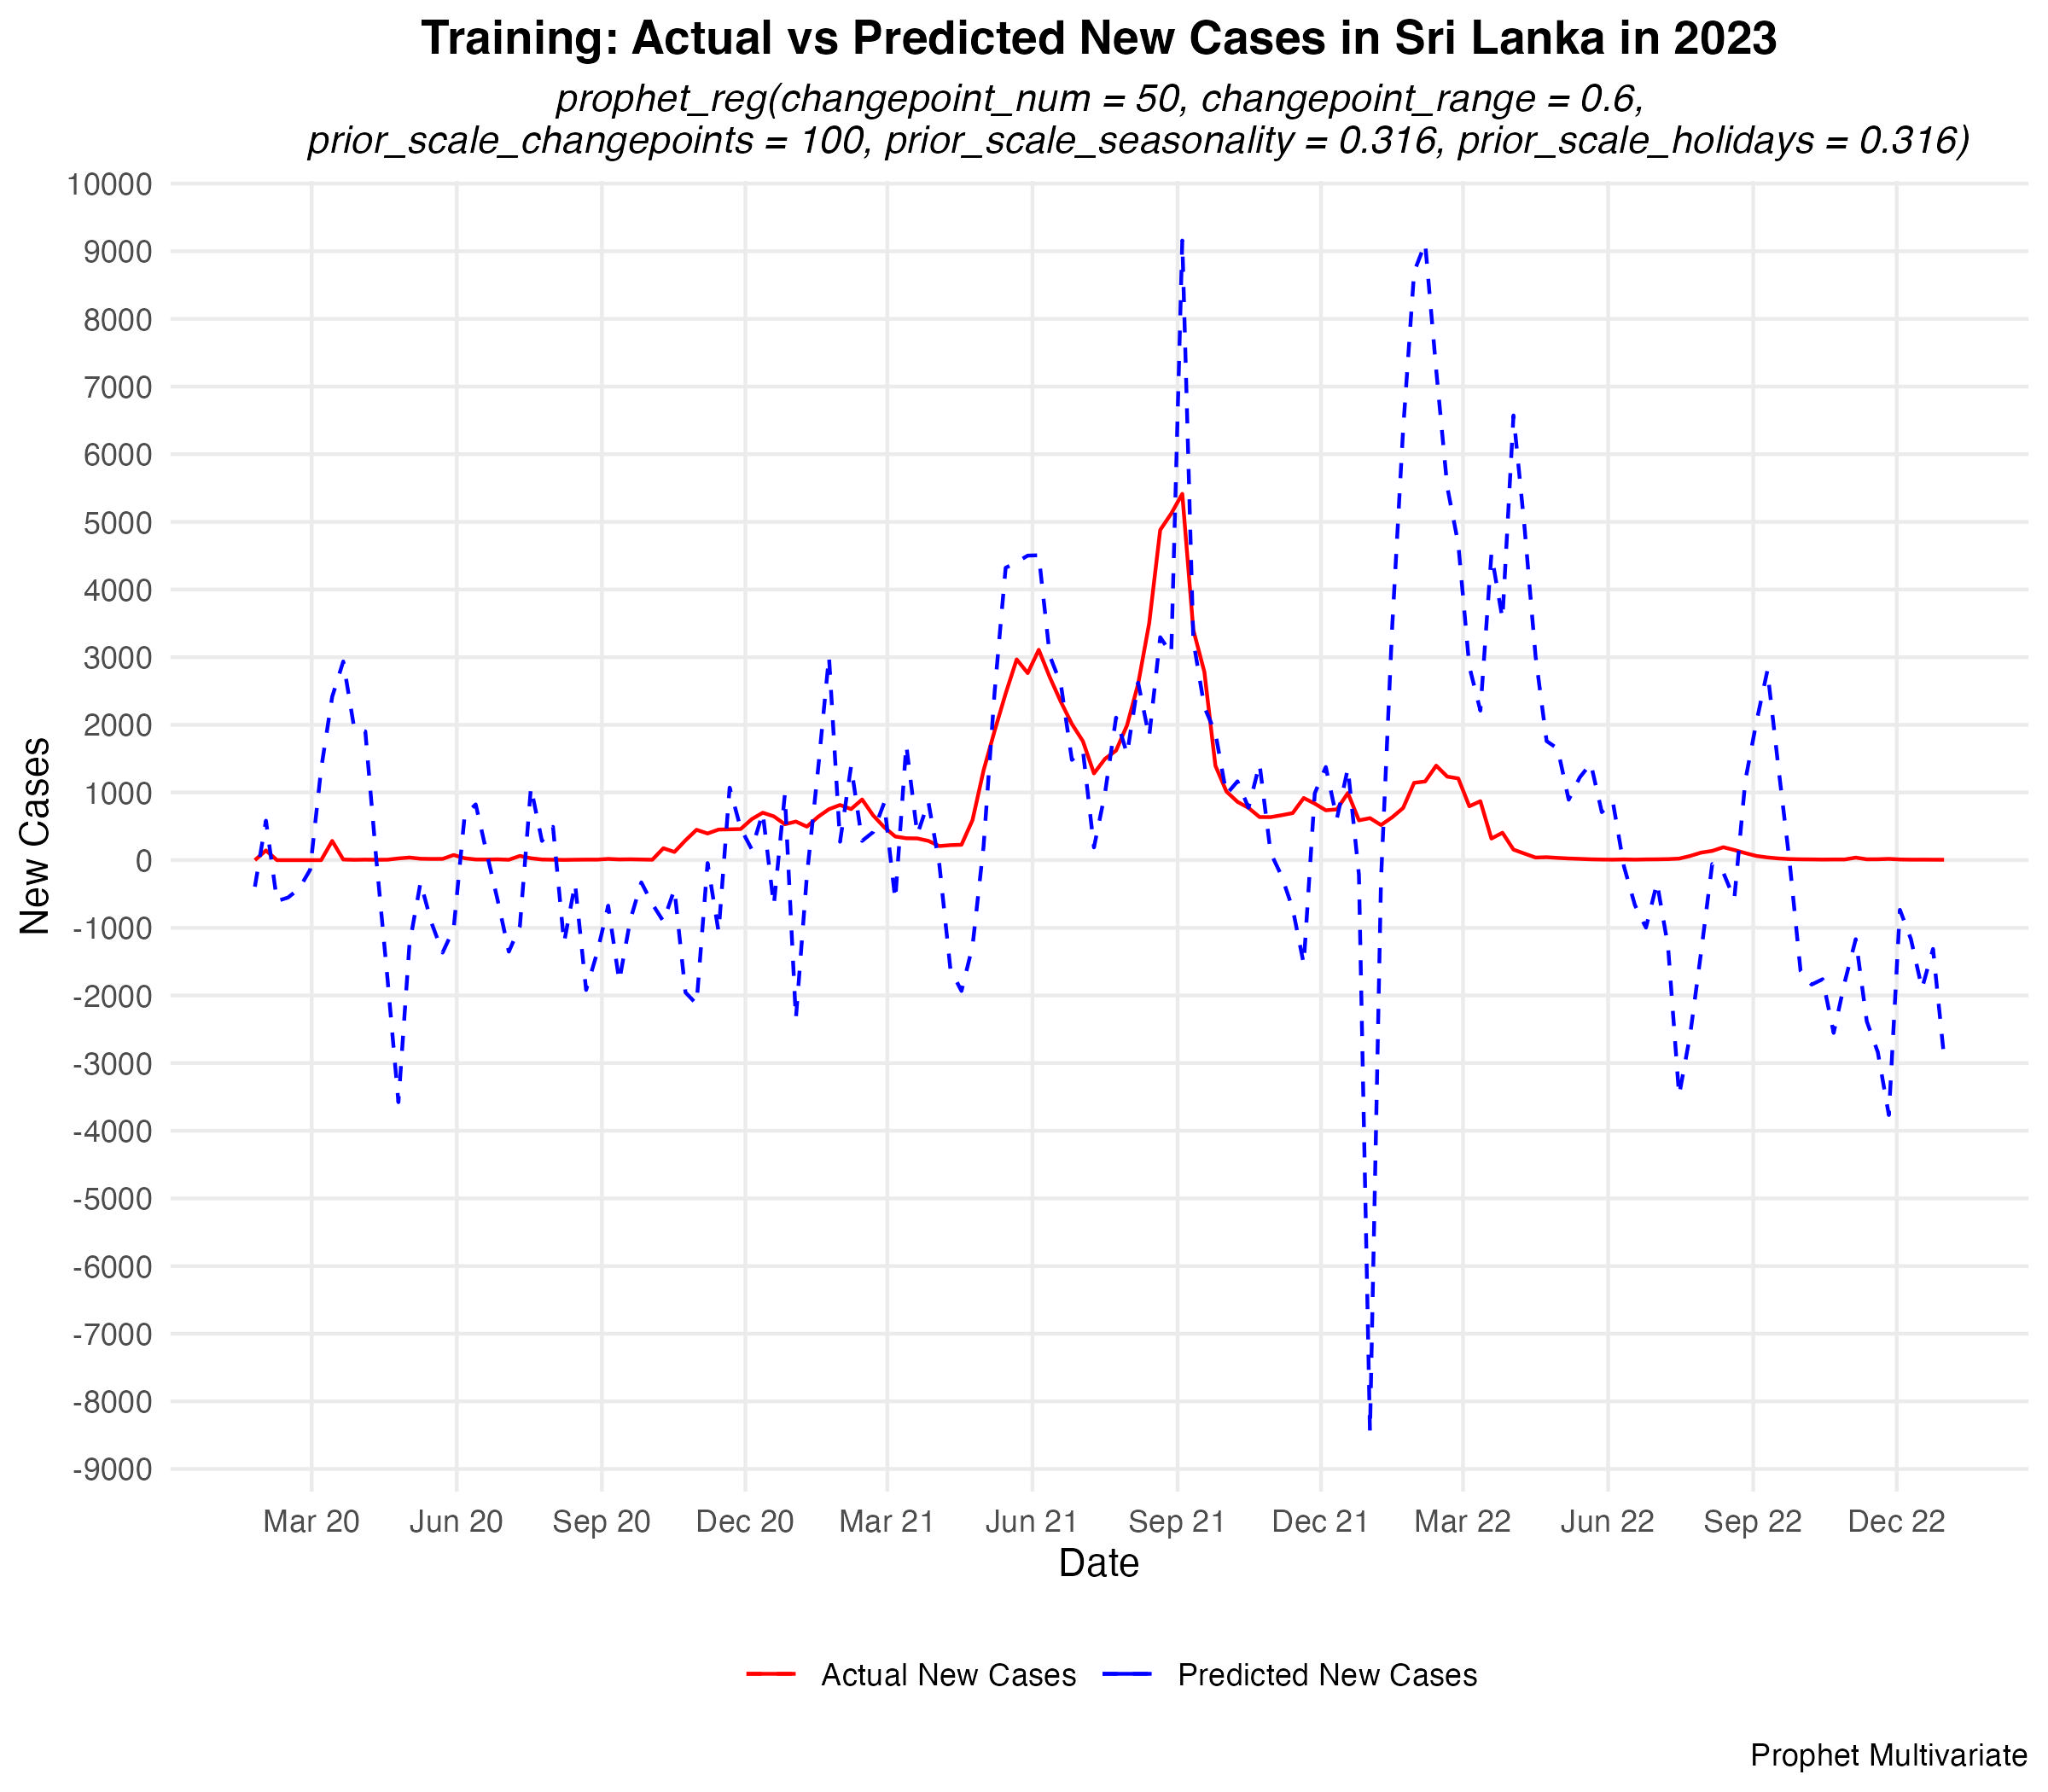 Training: Actual vs Predicted New Cases in Sri Lanka in 2023
prophet_reg(changepoint_num = 50, changepoint_range = 0.6,
prior_scale_changepoints = 100, prior_scale_seasonality = 0.316, prior_scale_holidays = 0.316)
New Cases
10000
9000
8000
7000
6000
5000
4000
3000
2000
1000
0
-1000
-2000
-3000
-4000
-5000
-6000
-7000
-8000
-9000
Mar 20 Jun 20 Sep 20 Dec 20 Mar 21 Jun 21 Sep 21 Dec 21 Mar 22 Jun 22 Sep 22 Dec 22
Date
Actual New Cases Predicted New Cases
Prophet Multivariate